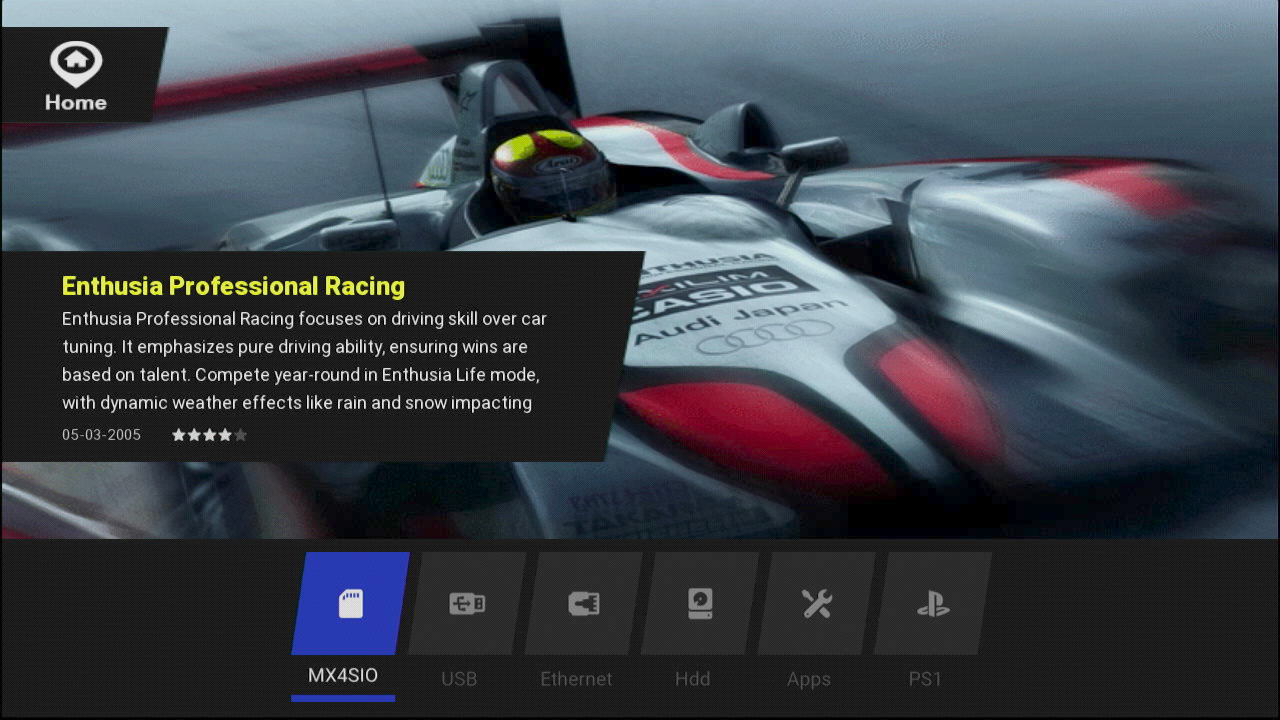 Home
Arai
ENTHUSIA
EXILIM
CASIO
Audi Japan
Enthusia Professional Racing
Enthusia Professional Racing focuses on driving skill over car
tuning. It emphasizes pure driving ability, ensuring wins are
based on talent. Compete year-round in Enthusia Life mode,
with dynamic weather effects like rain and snow impacting
05-03-2005
MX4SIO
USB
Ethernet
Hdd
Apps
PS1